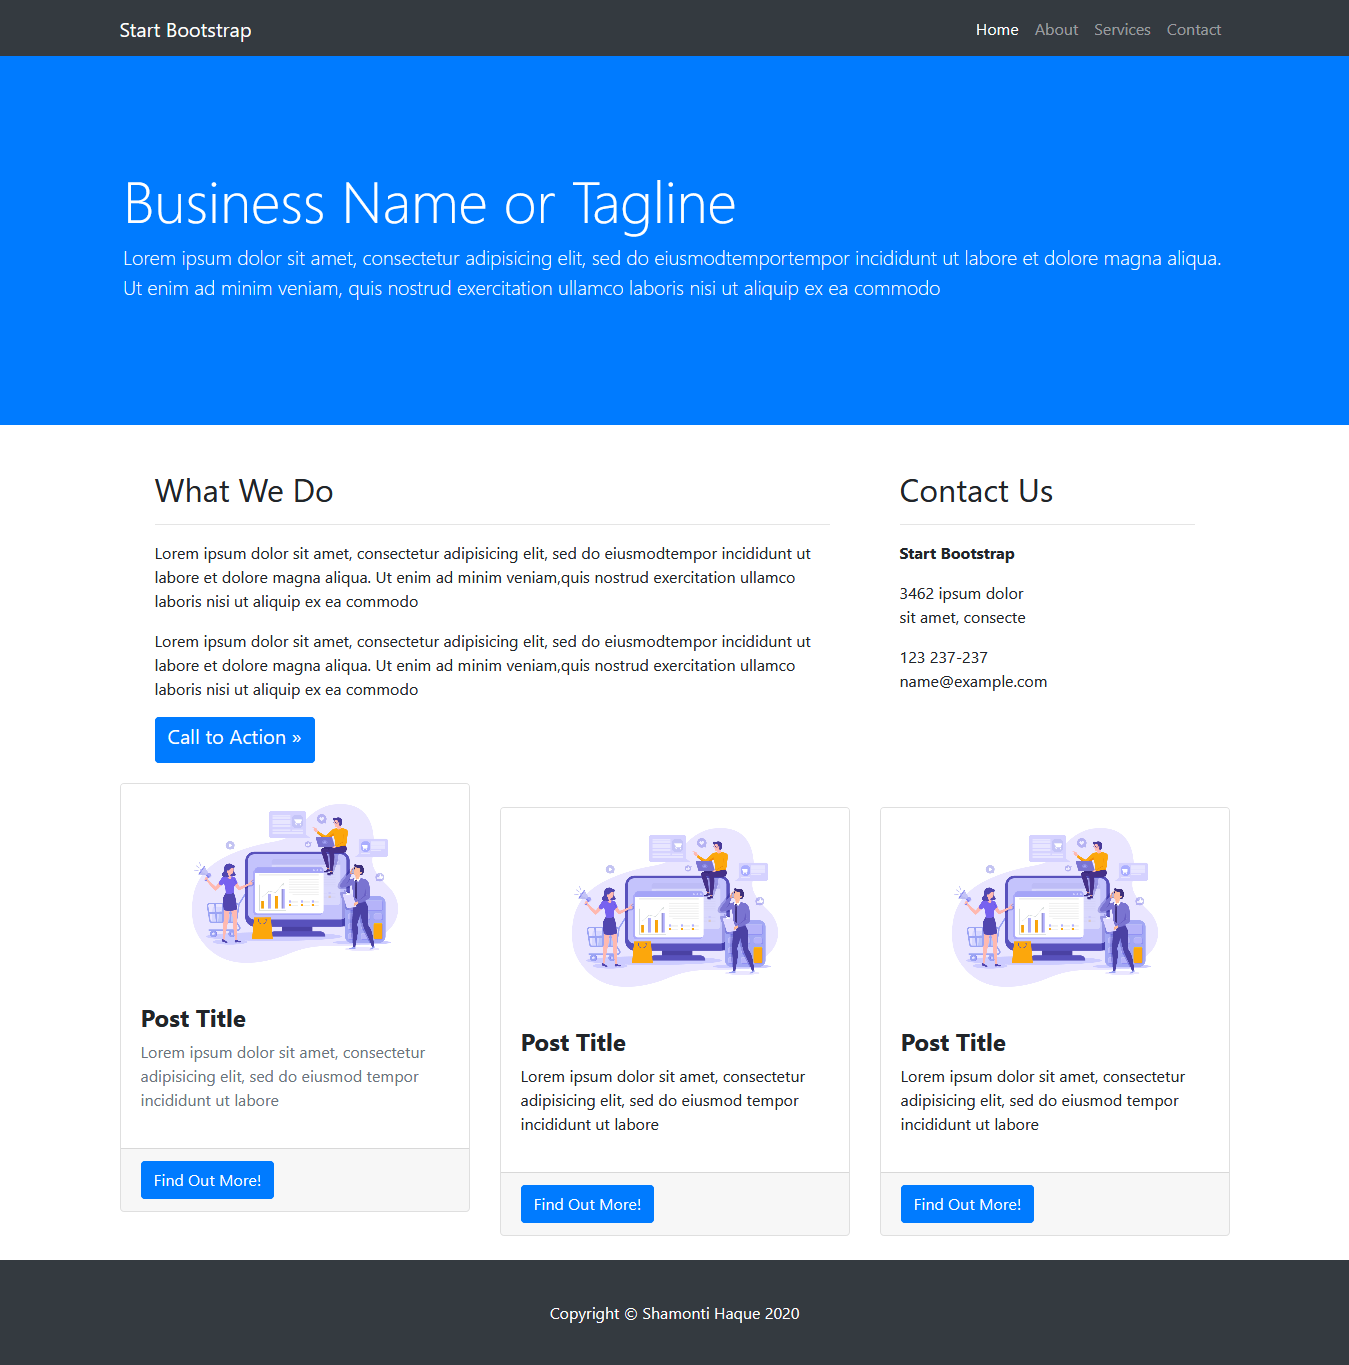 Start Bootstrap
Home About Services Contact
Business Name or Tagline
Lorem ipsum dolor sit amet, consectetur adipisicing elit, sed do eiusmodtemportempor incididunt ut labore et dolore magna aliqua.
Ut enim ad minim veniam, quis nostrud exercitation ullamco laboris nisi ut aliquip ex ea commodo
What We Do
Lorem ipsum dolor sit amet, consectetur adipisicing elit, sed do eiusmodtempor incididunt ut
labore et dolore magna aliqua. Ut enim ad minim veniam,quis nostrud exercitation ullamco
laboris nisi ut aliquip ex ea commodo
Lorem ipsum dolor sit amet, consectetur adipisicing elit, sed do eiusmodtempor incididunt ut
labore et dolore magna aliqua. Ut enim ad minim veniam,quis nostrud exercitation ullamco
laboris nisi ut aliquip ex ea commodo
Call to Action »
Contact Us
Start Bootstrap
3462 ipsum dolor
sit amet, consecte
123 237-237
name@example.com
Post Title
Lorem ipsum dolor sit amet, consectetur
adipisicing elit, sed do eiusmod tempor
incididunt ut labore
Find Out More!
Post Title
Lorem ipsum dolor sit amet, consectetur
adipisicing elit, sed do eiusmod tempor
incididunt ut labore
Find Out More!
Post Title
Lorem ipsum dolor sit amet, consectetur
adipisicing elit, sed do eiusmod tempor
incididunt ut labore
Find Out More!
Copyright © Shamonti Haque 2020